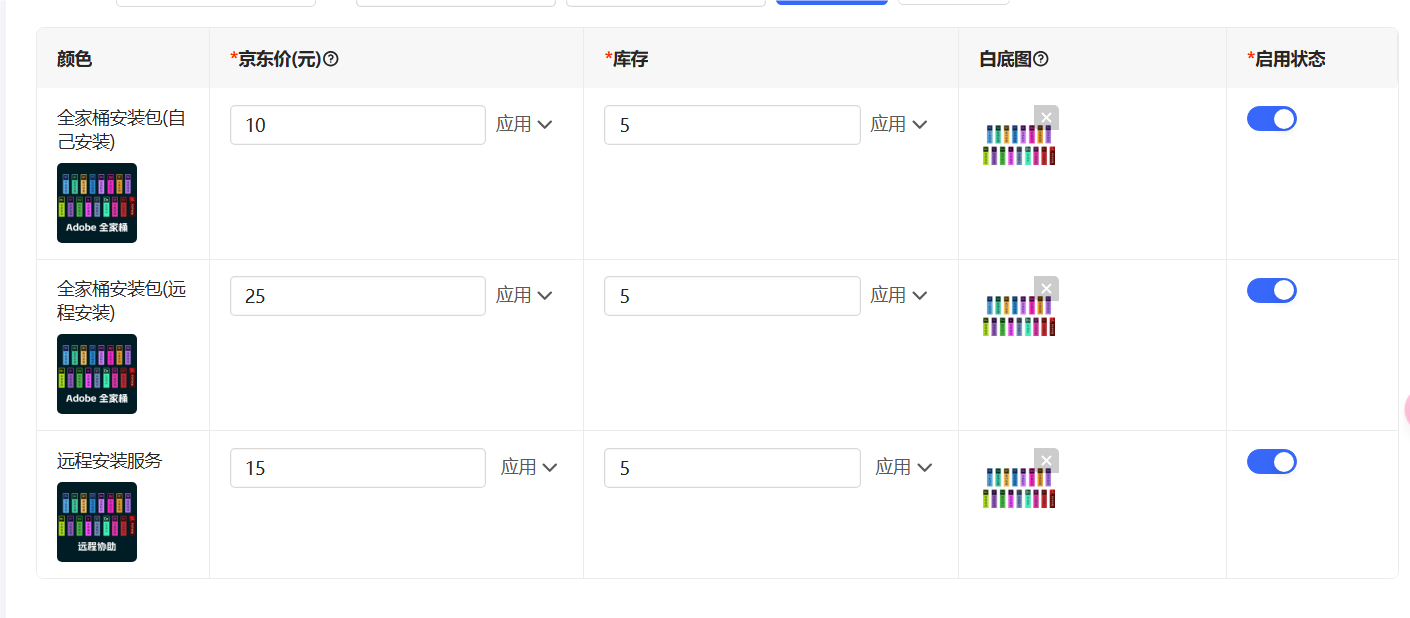 颜色
*京东价(元)
*库存
白底图
*启用状态
全家桶安装包(自
己安装)
10
应用
5
应用
Adobe 全家桶
全家桶安装包(远
程安装)
25
应用
5
应用
Adobe 全家桶
远程安装服务
15
应用
5
应用
远程协助